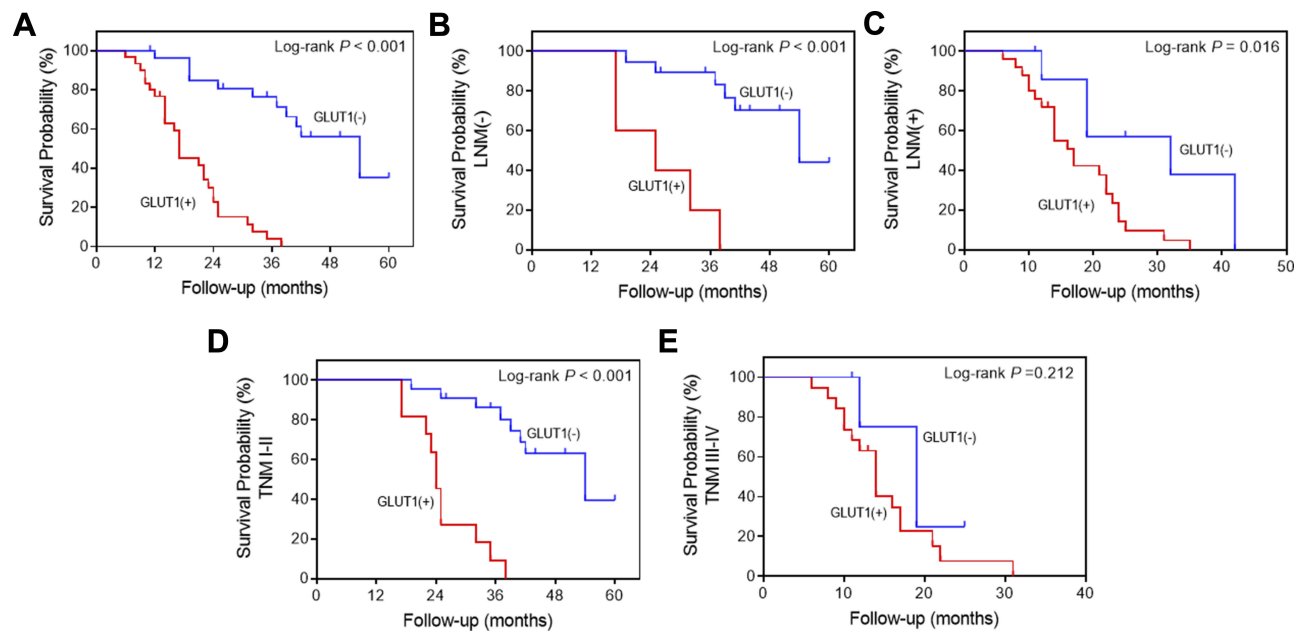 A
Survival Probability (%)
100
80
60
40
20
0
Log-rank P < 0.001
GLUT1(-)
GLUT1(+)
0 12 24 36 48 60
Follow-up (months)
B
Survival Probability (%)
LNM(-)
100
80
60
40
20
0
Log-rank P < 0.001
GLUT1(-)
GLUT1(+)
0 12 24 36 48 60
Follow-up (months)
C
Survival Probability (%)
LNM(+)
100
80
60
40
20
0
Log-rank P = 0.016
GLUT1(-)
GLUT1(+)
0 10 20 30 40 50
Follow-up (months)
D
Survival Probability (%)
TNM I-II
100
80
60
40
20
0
Log-rank P < 0.001
GLUT1(-)
GLUT1(+)
0 12 24 36 48 60
Follow-up (months)
E
Survival Probability (%)
TNM III-IV
100
80
60
40
20
0
Log-rank P =0.212
GLUT1(-)
GLUT1(+)
0 10 20 30 40
Follow-up (months)